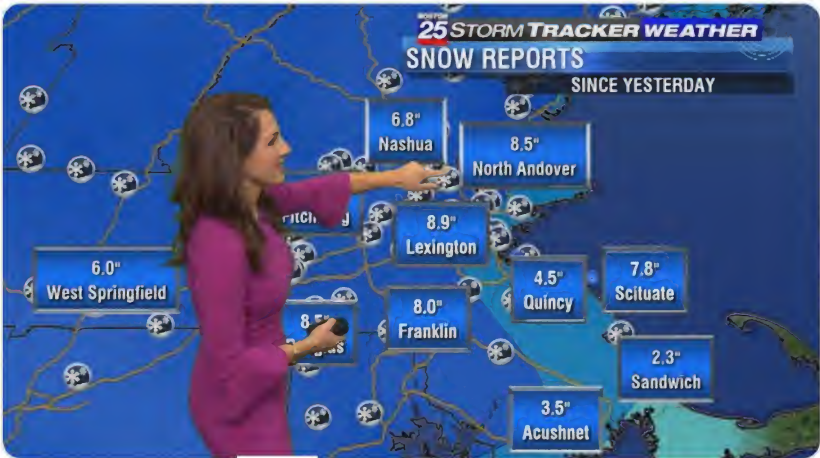 BOSTON
25 STORM TRACKER WEATHER
SNOW REPORTS
SINCE YESTERDAY
6.8"
Nashua
8.5"
North Andover
8.9"
Lexington
6.0"
West Springfield
4.5"
Quincy
7.8"
Scituate
8.0"
Franklin
8.5"
2.3"
Sandwich
3.5"
Acushnet